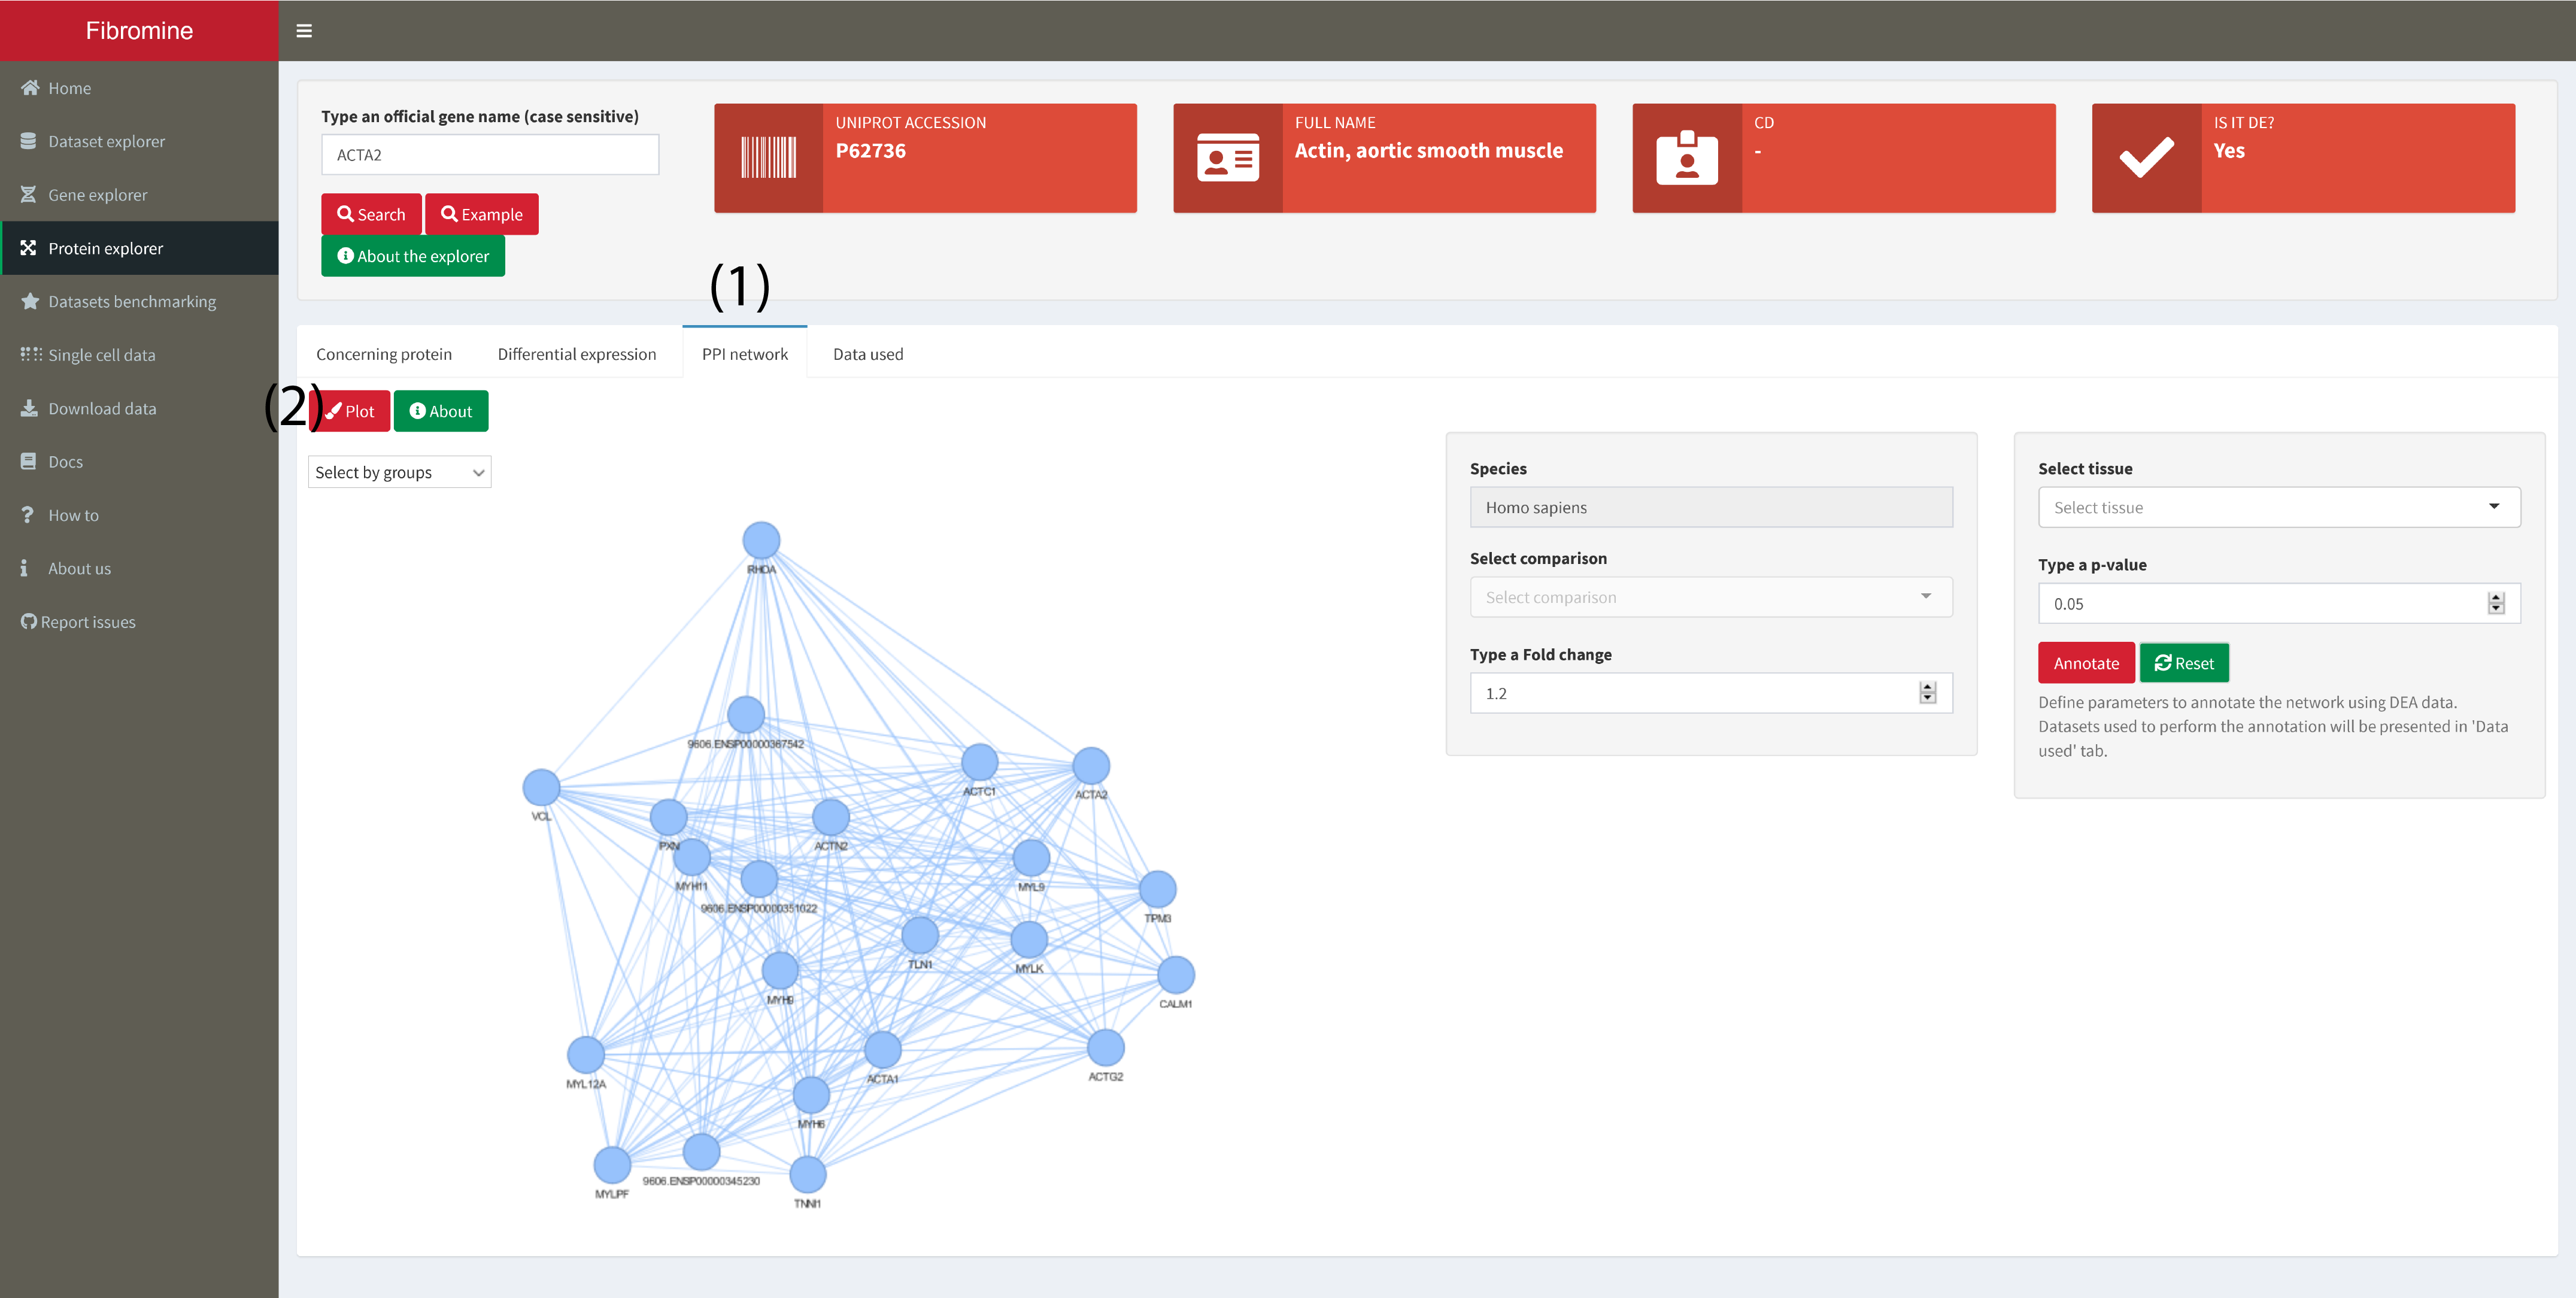 Fibromine
Home
Dataset explorer
Gene explorer
Protein explorer
Datasets benchmarking
Single cell data
Download data
Docs
How to
About us
Report issues
Type an official gene name (case sensitive)
ACTA2
Search
Example
About the explorer
UNIPROT ACCESSION
P62736
FULL NAME
Actin, aortic smooth muscle
CD
-
IS IT DE?
Yes
(1)
Concerning protein
Differential expression
PPI network
Data used
(2)
Plot
About
Select by groups
RHOA
9606.ENSP00000367542
ACTC1
ACTA2
VCL
PXN
ACTN2
MYH11
MYL9
9606.ENSP00000351022
TPM3
TLN1
MYLK
MYH9
CALM1
MYL12A
ACTA1
ACTG2
MYH6
MYLPF
9606.ENSP00000345230
TNNI1
Species
Homo sapiens
Select comparison
Select comparison
Type a Fold change
1.2
Select tissue
Select tissue
Type a p-value
0.05
Annotate
Reset
Define parameters to annotate the network using DEA data.
Datasets used to perform the annotation will be presented in 'Data
used' tab.